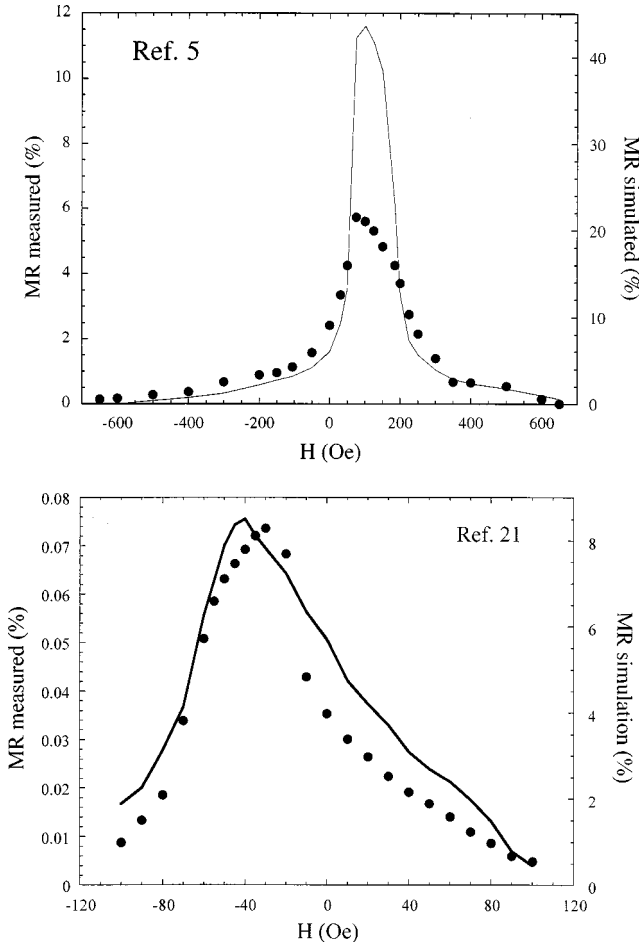 Ref. 5
12
10
8
6
4
2
0
MR measured (%)
40
30
20
10
0
MR simulated (%)
-600 -400 -200 0 200 400 600
H (Oe)
Ref. 21
0.08
0.07
0.06
0.05
0.04
0.03
0.02
0.01
0
MR measured (%)
8
6
4
2
0
MR simulation (%)
-120 -80 -40 0 40 80 120
H (Oe)